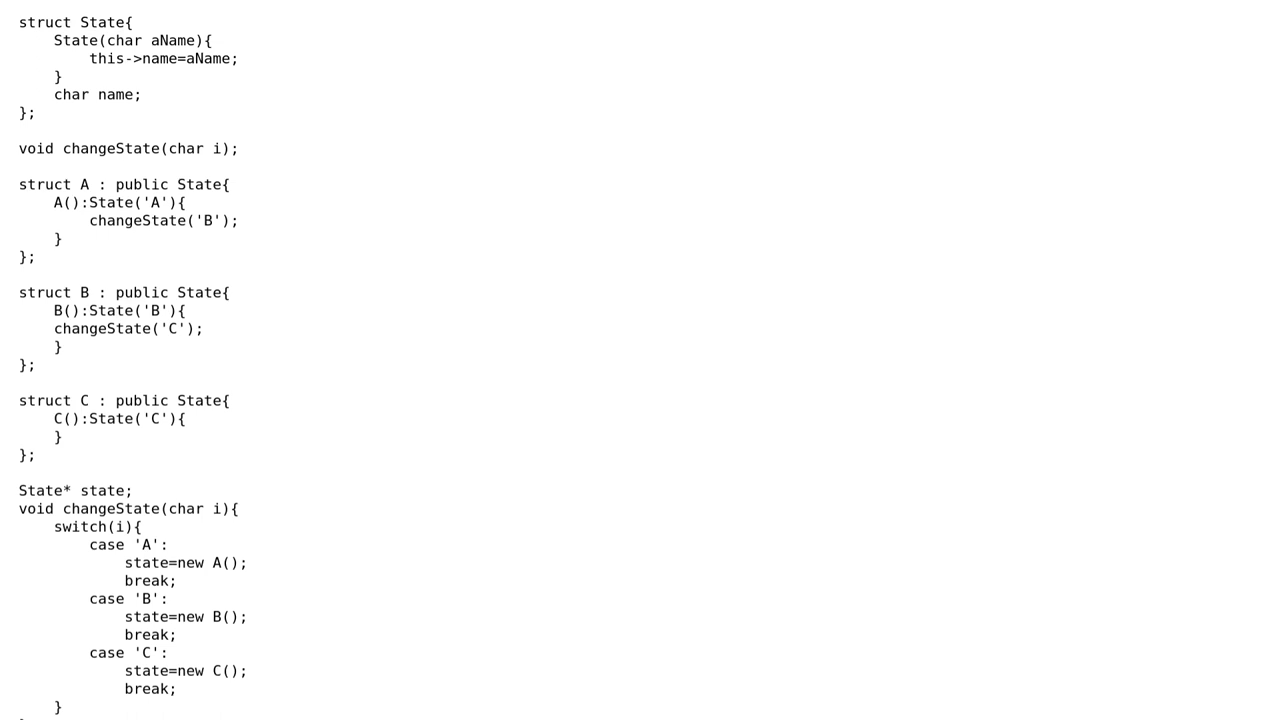 struct State{
    State(char aName){
        this->name=aName;
    }
    char name;
};

void changeState(char i);

struct A : public State{
    A():State('A'){
        changeState('B');
    }
};

struct B : public State{
    B():State('B'){
    changeState('C');
    }
};

struct C : public State{
    C():State('C'){
    }
};

State* state;
void changeState(char i){
    switch(i){
        case 'A':
            state=new A();
            break;
        case 'B':
            state=new B();
            break;
        case 'C':
            state=new C();
            break;
    }